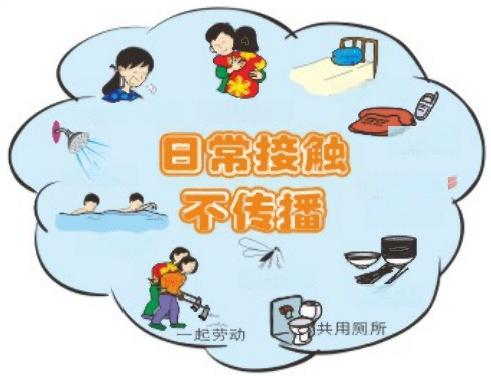 日常接触
不传播
一起劳动
共用厕所